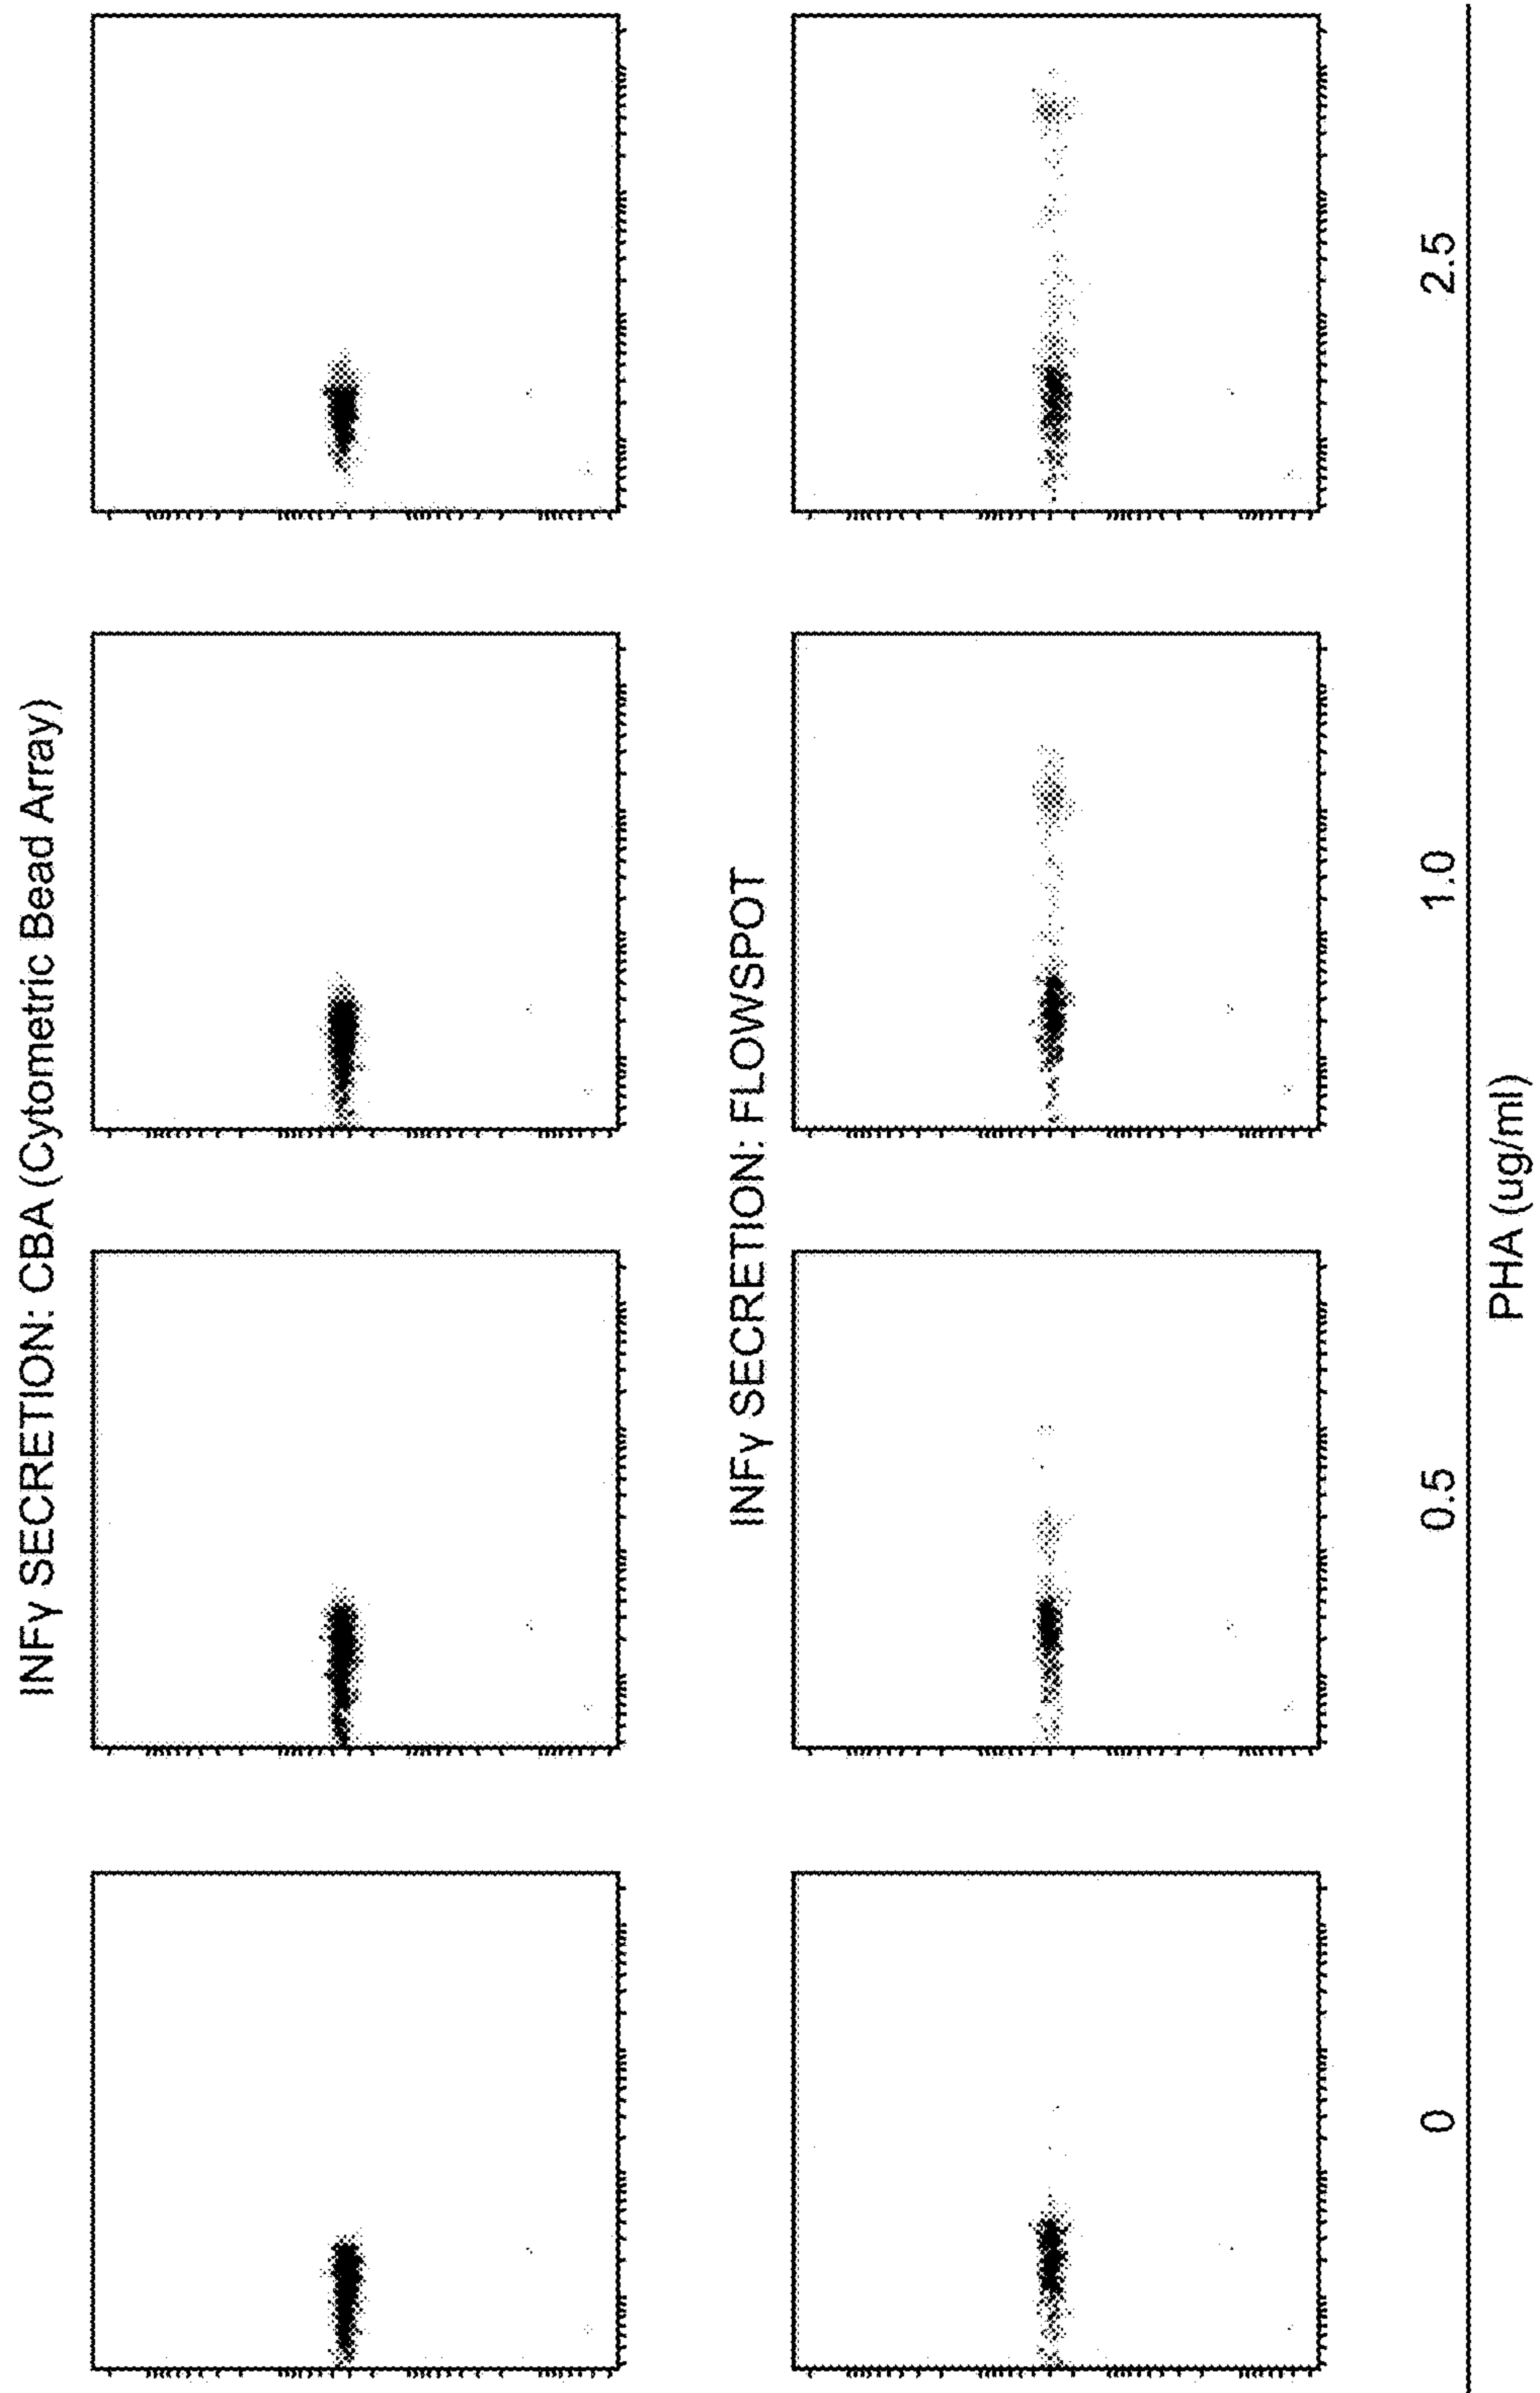 INFγ SECRETION: CBA (Cytometric Bead Array)
INFγ SECRETION: FLOWSPOT
0 0.5 1.0 2.5
PHA (ug/ml)